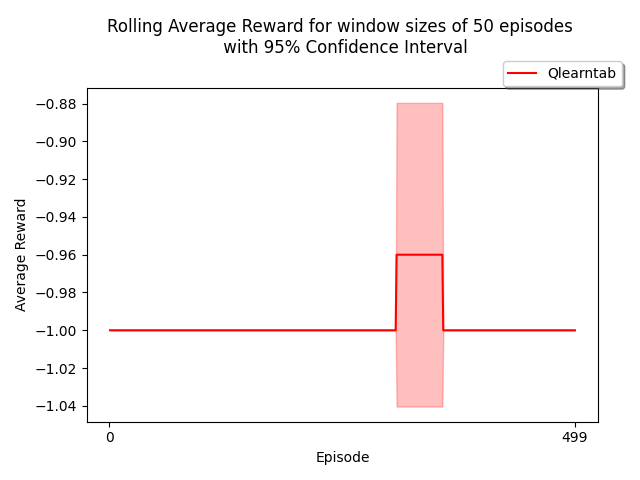 Rolling Average Reward for window sizes of 50 episodes
with 95% Confidence Interval
Qlearntab
−0.88
−0.90
−0.92
−0.94
−0.96
−0.98
−1.00
−1.02
−1.04
Average Reward
0
499
Episode